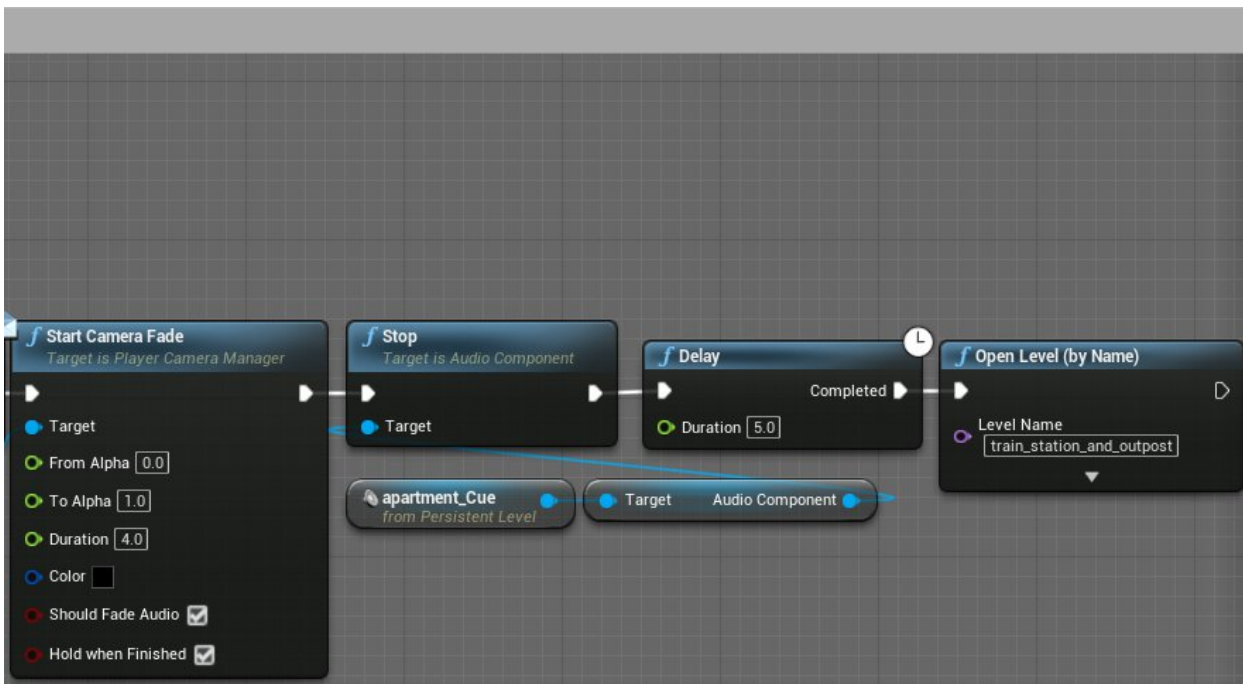 f Start Camera Fade
Target is Player Camera Manager
Target
From Alpha 0.0
To Alpha 1.0
Duration 4.0
Color
Should Fade Audio
Hold when Finished
f Stop
Target is Audio Component
Target
apartment_Cue
from Persistent Level
Target Audio Component
f Delay
Completed
Duration 5.0
f Open Level (by Name)
Level Name
train_station_and_outpost